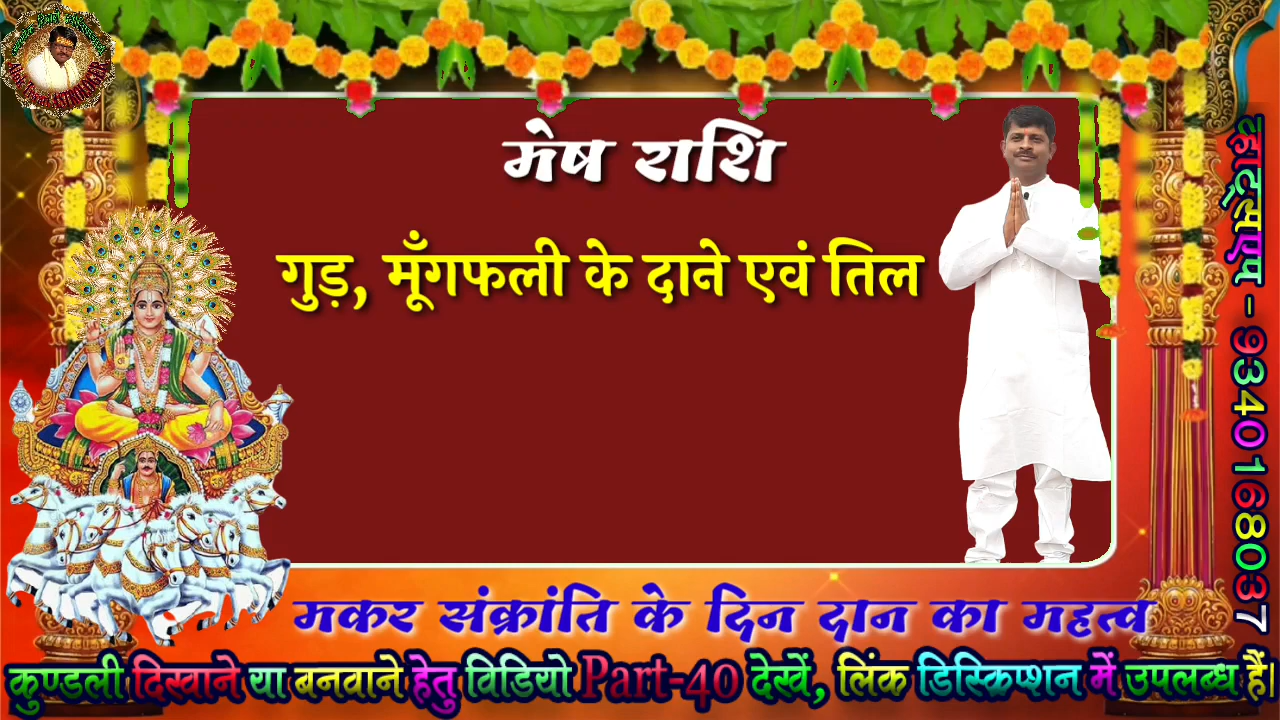 मेष राशि
गुड़, मूँगफली के दाने एवं तिल
मकर संक्रांति के दिन दान का महत्व
कुण्डली दिखाने या बनवाने हेतु विडियो Part-40 देखें, लिंक डिस्क्रिप्शन में उपलब्ध हैं।
व्हाट्सएप - 9340168037